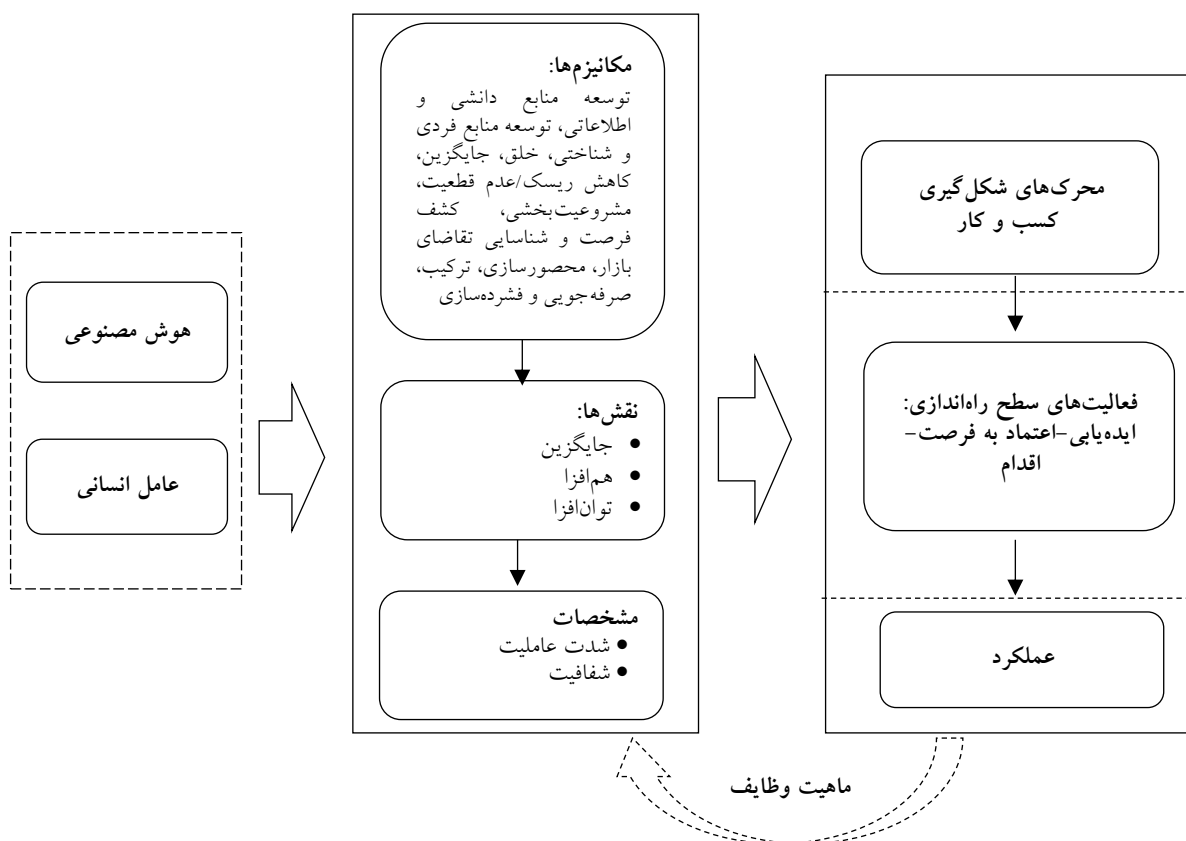 هوش مصنوعی
عامل انسانی
مکانیزم‌ها:
توسعه منابع دانشی و
اطلاعاتی، توسعه منابع فردی
و شناختی، خلق، جایگزین،
کاهش ریسک/عدم قطعیت،
مشروعیت‌بخشی، کشف
فرصت و شناسایی تقاضای
بازار، محصورسازی، ترکیب،
صرفه‌جویی و فشرده‌سازی
نقش‌ها:
• جایگزین
• هم‌افزا
• توان‌افزا
مشخصات
• شدت عاملیت
• شفافیت
محرک‌های شکل‌گیری
کسب و کار
فعالیت‌های سطح راه‌اندازی:
ایده‌یابی-اعتماد به فرصت-
اقدام
عملکرد
ماهیت وظایف